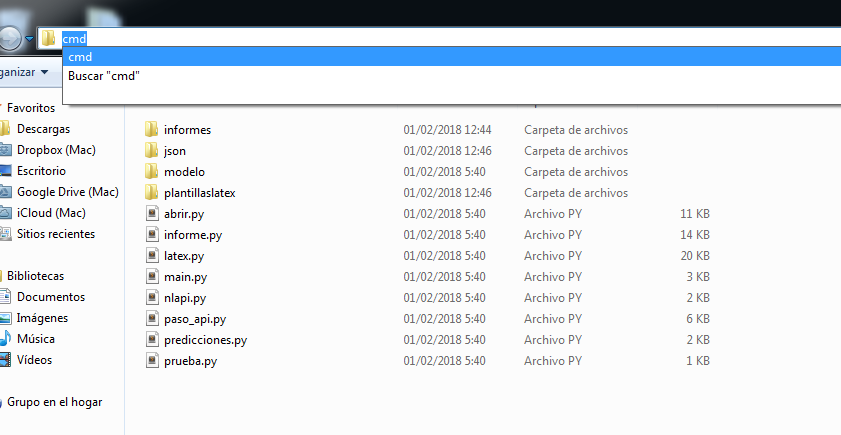 cmd
cmd
Buscar "cmd"
ganizar
Favoritos
Descargas
Dropbox (Mac)
Escritorio
Google Drive (Mac)
iCloud (Mac)
Sitios recientes
Bibliotecas
Documentos
Imágenes
Música
Vídeos
Grupo en el hogar
informes 01/02/2018 12:44 Carpeta de archivos
json 01/02/2018 12:46 Carpeta de archivos
modelo 01/02/2018 5:40 Carpeta de archivos
plantillaslatex 01/02/2018 12:46 Carpeta de archivos
abrir.py 01/02/2018 5:40 Archivo PY 11 KB
informe.py 01/02/2018 5:40 Archivo PY 14 KB
latex.py 01/02/2018 5:40 Archivo PY 20 KB
main.py 01/02/2018 5:40 Archivo PY 3 KB
nlapi.py 01/02/2018 5:40 Archivo PY 2 KB
paso_api.py 01/02/2018 5:40 Archivo PY 6 KB
predicciones.py 01/02/2018 5:40 Archivo PY 2 KB
prueba.py 01/02/2018 5:40 Archivo PY 1 KB